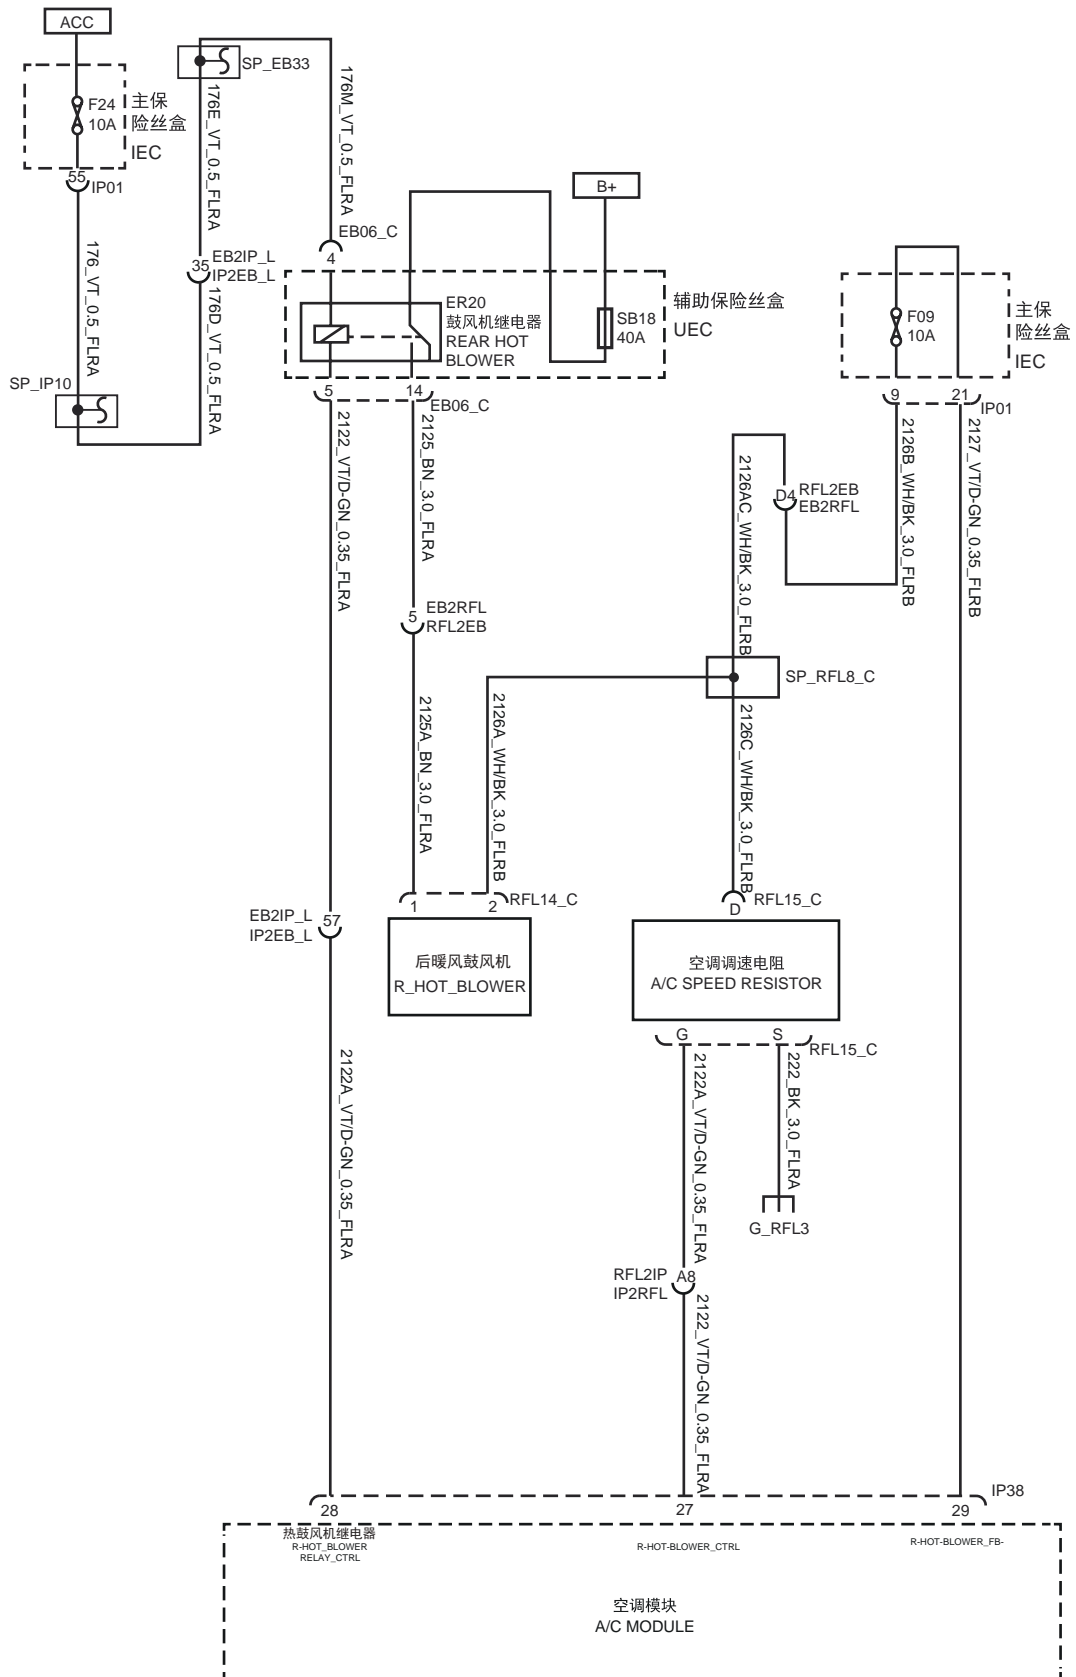 ACC
F24
10A
主保
险丝盒
IEC
55
IP01
176_VT_0.5_FLRA
SP_IP10
SP_EB33
176E_VT_0.5_FLRA
35
EB2IP_L
IP2EB_L
176D_VT_0.5_FLRA
176M_VT_0.5_FLRA
EB06_C
4
B+
ER20
鼓风机继电器
REAR HOT
BLOWER
SB18
40A
辅助保险丝盒
UEC
5
14
EB06_C
F09
10A
主保
险丝盒
IEC
9
21
IP01
2122_VT/D-GN_0.35_FLRA
2125_BN_3.0_FLRA
2126AC_WH/BK_3.0_FLRB
D4
RFL2EB
EB2RFL
2126B_WH/BK_3.0_FLRB
2127_VT/D-GN_0.35_FLRB
5
EB2RFL
RFL2EB
SP_RFL8_C
2125A_BN_3.0_FLRA
2126A_WH/BK_3.0_FLRB
2126C_WH/BK_3.0_FLRB
1
2
RFL14_C
D
RFL15_C
EB2IP_L
IP2EB_L
57
后暖风鼓风机
R_HOT_BLOWER
空调调速电阻
A/C SPEED RESISTOR
G
S
RFL15_C
2122A_VT/D-GN_0.35_FLRA
2122A_VT/D-GN_0.35_FLRA
222_BK_3.0_FLRA
G_RFL3
RFL2IP
IP2RFL
A8
2122_VT/D-GN_0.35_FLRA
IP38
28
27
29
热鼓风机继电器
R-HOT_BLOWER
RELAY_CTRL
R-HOT-BLOWER_CTRL
R-HOT-BLOWER_FB-
空调模块
A/C MODULE